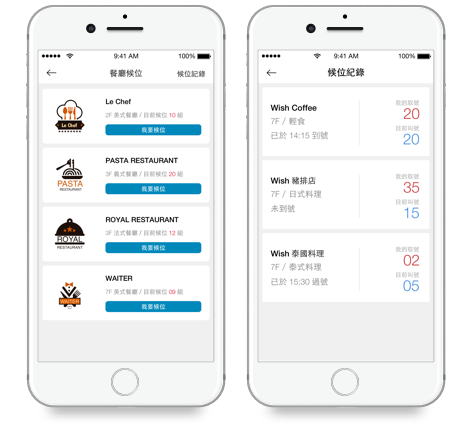 9:41 AM 100%
餐廳候位 候位紀錄
Le Chef
Le Chef
2F 美式餐廳 / 目前候位 10 組
我要候位
PASTA RESTAURANT
PASTA
RESTAURANT
3F 義式餐廳 / 目前候位 20 組
我要候位
ROYAL RESTAURANT
ROYAL
RESTAURANT
3F 法式餐廳 / 目前候位 12 組
我要候位
WAITER
WAITER
7F 美式餐廳 / 目前候位 09 組
我要候位
9:41 AM 100%
候位紀錄
Wish Coffee
7F / 輕食
已於 14:15 到號
我的取號
20
目前叫號
20
Wish 豬排店
7F / 日式料理
未到號
我的取號
35
目前叫號
15
Wish 泰國料理
7F / 泰式料理
已於 15:30 過號
我的取號
02
目前叫號
05